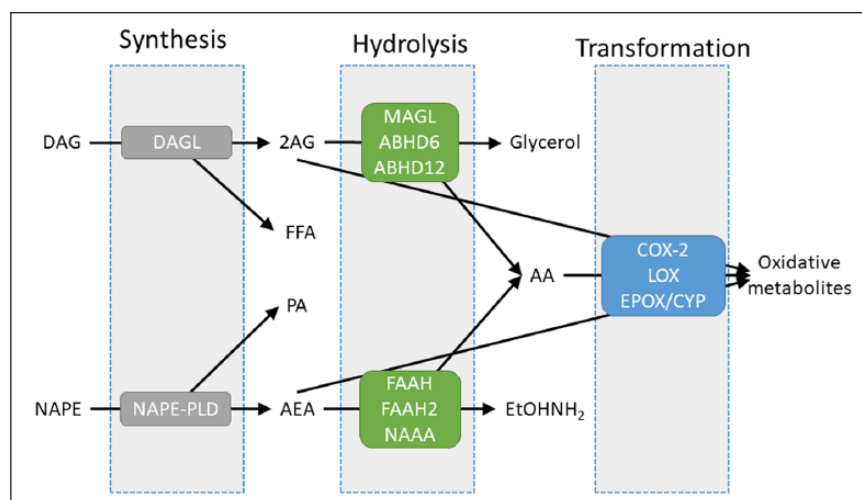 Synthesis
Hydrolysis
Transformation
DAG
DAGL
2AG
MAGL
ABHD6
ABHD12
Glycerol
FFA
COX-2
LOX
EPOX/CYP
AA
Oxidative
metabolites
PA
NAPE
NAPE-PLD
AEA
FAAH
FAAH2
NAAA
EtOHNH₂